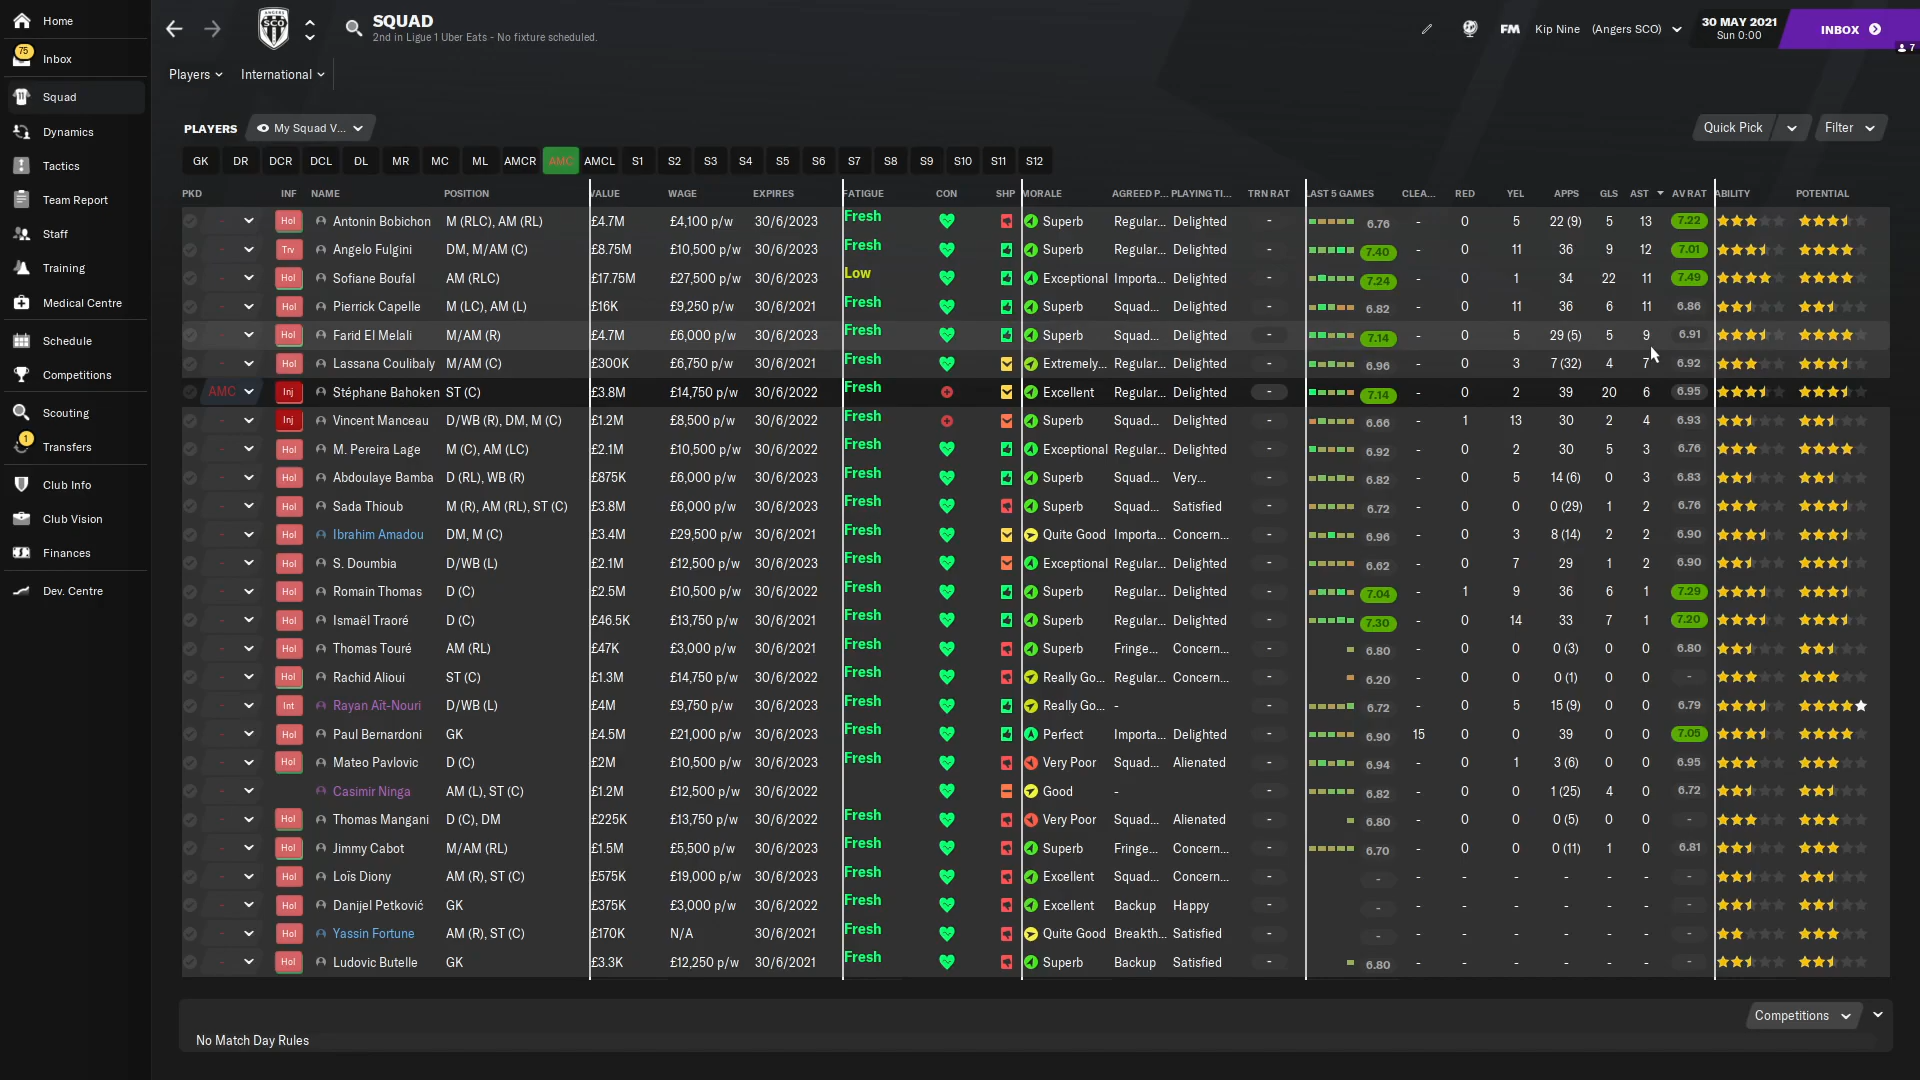 Home
75
Inbox
Squad
Dynamics
Tactics
Team Report
Staff
Training
Medical Centre
Schedule
Competitions
Scouting
1
Transfers
Club Info
Club Vision
Finances
Dev. Centre
ANGERS SCO
SQUAD
2nd in Ligue 1 Uber Eats - No fixture scheduled.
FM
Kip Nine (Angers SCO)
30 MAY 2021
Sun 0:00
INBOX
7
Players
International
PLAYERS My Squad V...
Quick Pick
Filter
GK DR DCR DCL DL MR MC ML AMCR AMC AMCL S1 S2 S3 S4 S5 S6 S7 S8 S9 S10 S11 S12
PKD INF NAME POSITION VALUE WAGE EXPIRES FATIGUE CON SHP MORALE AGREED P... PLAYING TI... TRN RAT LAST 5 GAMES CLEA... RED YEL APPS GLS AST AV RAT ABILITY POTENTIAL
- Hol Antonin Bobichon M (RLC), AM (RL) £4.7M £4,100 p/w 30/6/2023 Fresh Superb Regular... Delighted - 6.76 - 0 5 22 (9) 5 13 7.22
- Trv Angelo Fulgini DM, M/AM (C) £8.75M £10,500 p/w 30/6/2023 Fresh Superb Regular... Delighted - 7.40 - 0 11 36 9 12 7.01
- Hol Sofiane Boufal AM (RLC) £17.75M £27,500 p/w 30/6/2023 Low Exceptional Importa... Delighted - 7.24 - 0 1 34 22 11 7.49
- Hol Pierrick Capelle M (LC), AM (L) £16K £9,250 p/w 30/6/2021 Fresh Superb Squad... Delighted - 6.82 - 0 11 36 6 11 6.86
- Hol Farid El Melali M/AM (R) £4.7M £6,000 p/w 30/6/2023 Fresh Superb Squad... Delighted - 7.14 - 0 5 29 (5) 5 9 6.91
- Hol Lassana Coulibaly M/AM (C) £300K £6,750 p/w 30/6/2021 Fresh Extremely... Regular... Delighted - 6.96 - 0 3 7 (32) 4 7 6.92
AMC Inj Stéphane Bahoken ST (C) £3.8M £14,750 p/w 30/6/2022 Fresh Excellent Regular... Delighted - 7.14 - 0 2 39 20 6 6.95
- Inj Vincent Manceau D/WB (R), DM, M (C) £1.2M £8,500 p/w 30/6/2022 Fresh Superb Squad... Delighted - 6.66 - 1 13 30 2 4 6.93
- Hol M. Pereira Lage M (C), AM (LC) £2.1M £10,500 p/w 30/6/2022 Fresh Exceptional Regular... Delighted - 6.92 - 0 2 30 5 3 6.76
- Hol Abdoulaye Bamba D (RL), WB (R) £875K £6,000 p/w 30/6/2022 Fresh Superb Squad... Very... - 6.82 - 0 5 14 (6) 0 3 6.83
- Hol Sada Thioub M (R), AM (RL), ST (C) £3.8M £6,000 p/w 30/6/2023 Fresh Superb Squad... Satisfied - 6.72 - 0 0 0 (29) 1 2 6.76
- Hol Ibrahim Amadou DM, M (C) £3.4M £29,500 p/w 30/6/2021 Fresh Quite Good Importa... Concern... - 6.96 - 0 3 8 (14) 2 2 6.90
- Hol S. Doumbia D/WB (L) £2.1M £12,500 p/w 30/6/2023 Fresh Exceptional Regular... Delighted - 6.62 - 0 7 29 1 2 6.90
- Hol Romain Thomas D (C) £2.5M £10,500 p/w 30/6/2022 Fresh Superb Regular... Delighted - 7.04 - 1 9 36 6 1 7.29
- Hol Ismaël Traoré D (C) £46.5K £13,750 p/w 30/6/2021 Fresh Superb Regular... Delighted - 7.30 - 0 14 33 7 1 7.20
- Hol Thomas Touré AM (RL) £47K £3,000 p/w 30/6/2021 Fresh Superb Fringe... Concern... - 6.80 - 0 0 0 (3) 0 0 6.80
- Hol Rachid Alioui ST (C) £1.3M £14,750 p/w 30/6/2022 Fresh Really Go... Regular... Concern... - 6.20 - 0 0 0 (1) 0 0 -
- Int Rayan Aït-Nouri D/WB (L) £4M £9,750 p/w 30/6/2023 Fresh Really Go... - - 6.72 - 0 5 15 (9) 0 0 6.79
- Hol Paul Bernardoni GK £4.5M £21,000 p/w 30/6/2023 Fresh Perfect Importa... Delighted - 6.90 15 0 0 39 0 0 7.05
- Hol Mateo Pavlovic D (C) £2M £10,500 p/w 30/6/2023 Fresh Very Poor Squad... Alienated - 6.94 - 0 1 3 (6) 0 0 6.95
- Casimir Ninga AM (L), ST (C) £1.2M £12,500 p/w 30/6/2022 Good - - 6.82 - 0 0 1 (25) 4 0 6.72
- Hol Thomas Mangani D (C), DM £225K £13,750 p/w 30/6/2022 Fresh Very Poor Squad... Alienated - 6.80 - 0 0 0 (5) 0 0 -
- Hol Jimmy Cabot M/AM (RL) £1.5M £5,500 p/w 30/6/2023 Fresh Superb Fringe... Concern... - 6.70 - 0 0 0 (11) 1 0 6.81
- Hol Loïs Diony AM (R), ST (C) £575K £19,000 p/w 30/6/2023 Fresh Excellent Squad... Concern... - - - - - - - - -
- Hol Danijel Petković GK £375K £3,000 p/w 30/6/2022 Fresh Excellent Backup Happy - - - - - - - - -
- Hol Yassin Fortune AM (R), ST (C) £170K N/A 30/6/2021 Fresh Quite Good Breakth... Satisfied - - - - - - - - -
- Hol Ludovic Butelle GK £3.3K £12,250 p/w 30/6/2021 Fresh Superb Backup Satisfied - 6.80 - - - - - - -
Competitions
No Match Day Rules